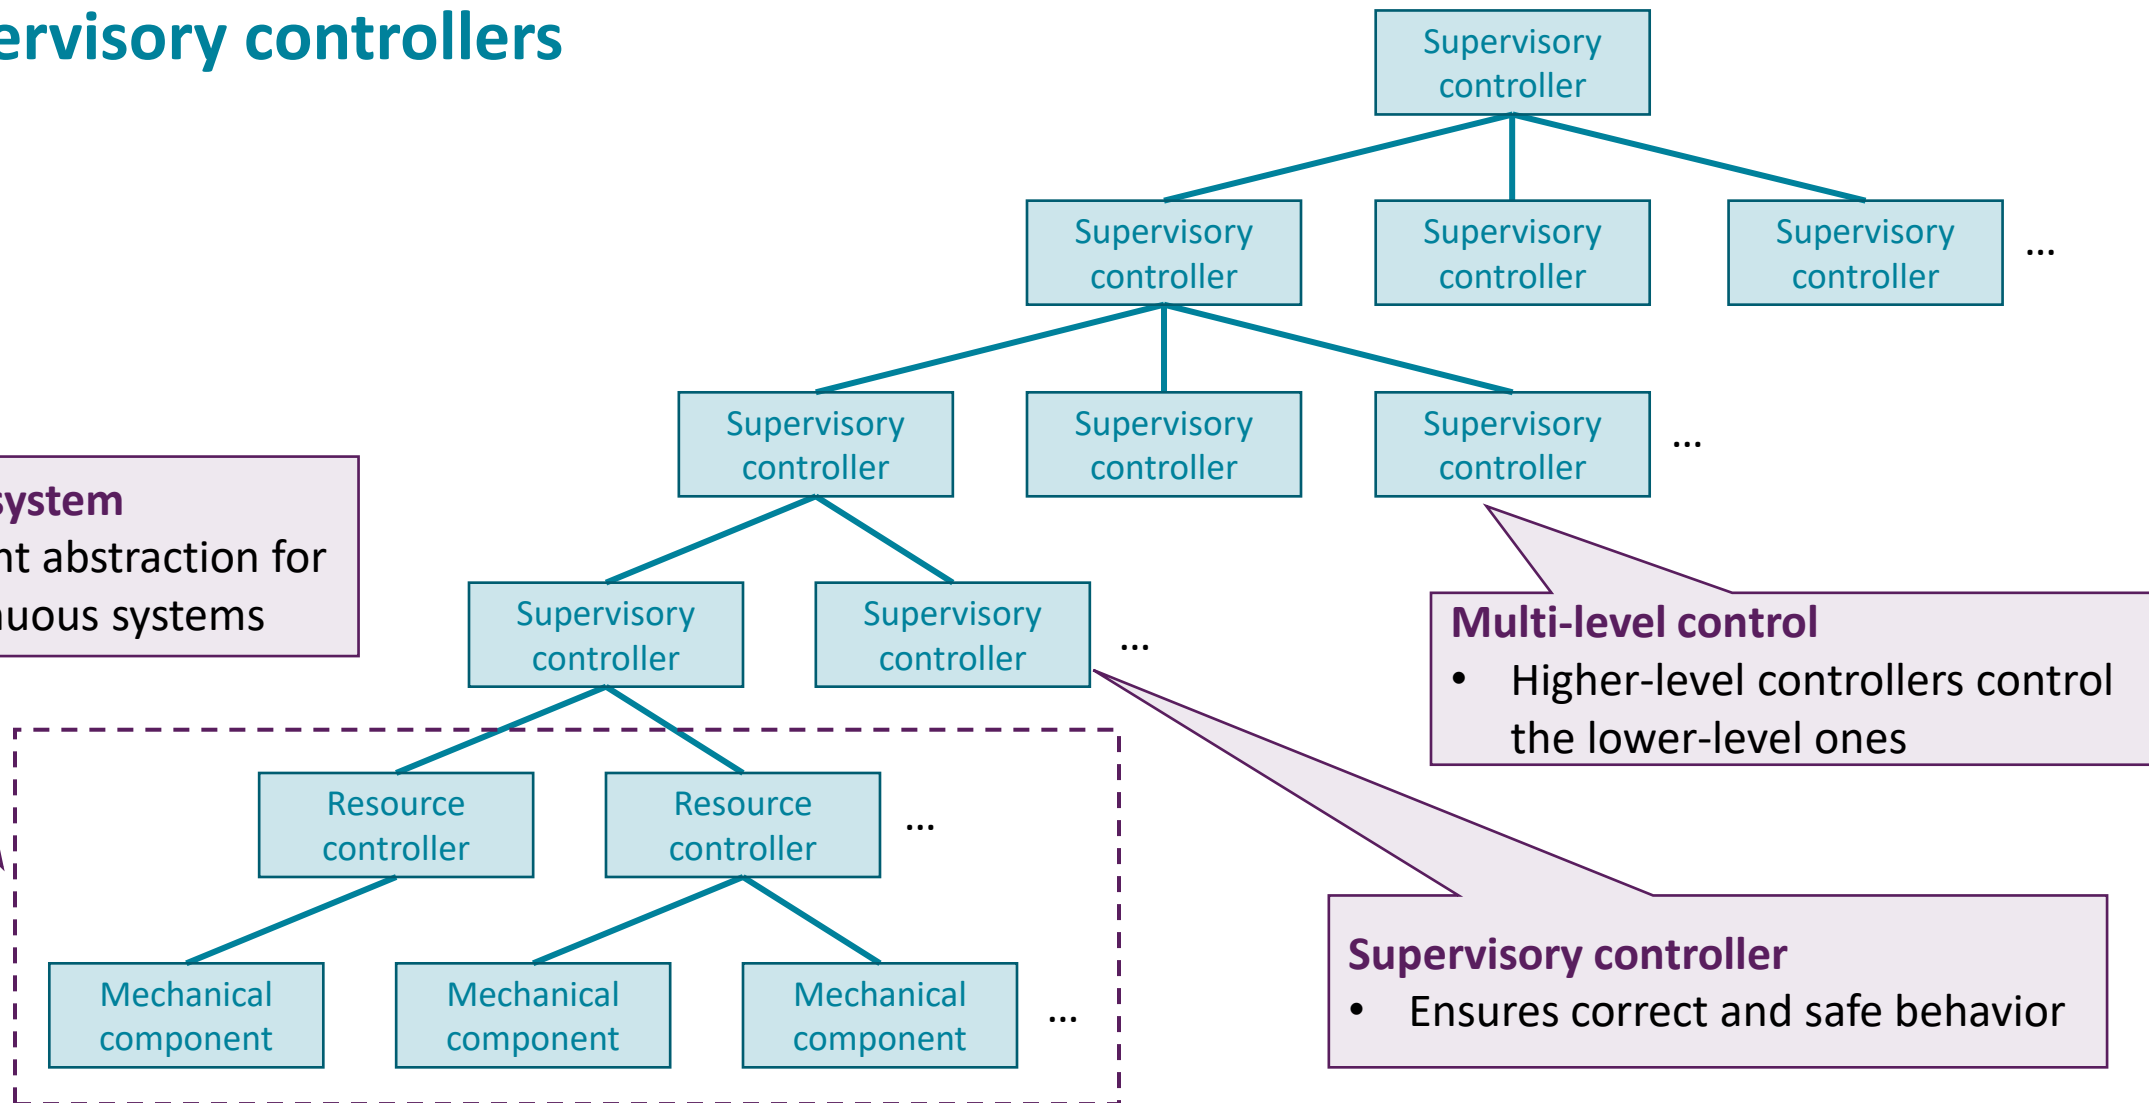 ervisory controllers
Supervisory
controller
Supervisory
controller
Supervisory
controller
Supervisory
controller
...
Supervisory
controller
Supervisory
controller
Supervisory
controller
...
system
nt abstraction for
nuous systems
Supervisory
controller
Supervisory
controller
...
Multi-level control
• Higher-level controllers control
the lower-level ones
Resource
controller
Resource
controller
...
Supervisory controller
• Ensures correct and safe behavior
Mechanical
component
Mechanical
component
Mechanical
component
...